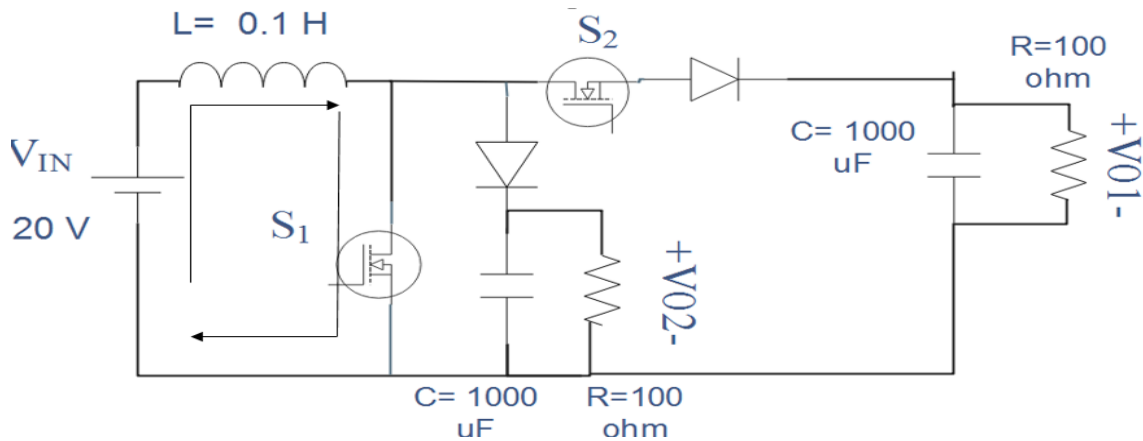 L= 0.1 H
S2
R=100
ohm
C= 1000
uF
+V01-
VIN
20 V
S1
+V02-
C= 1000
uF
R=100
ohm